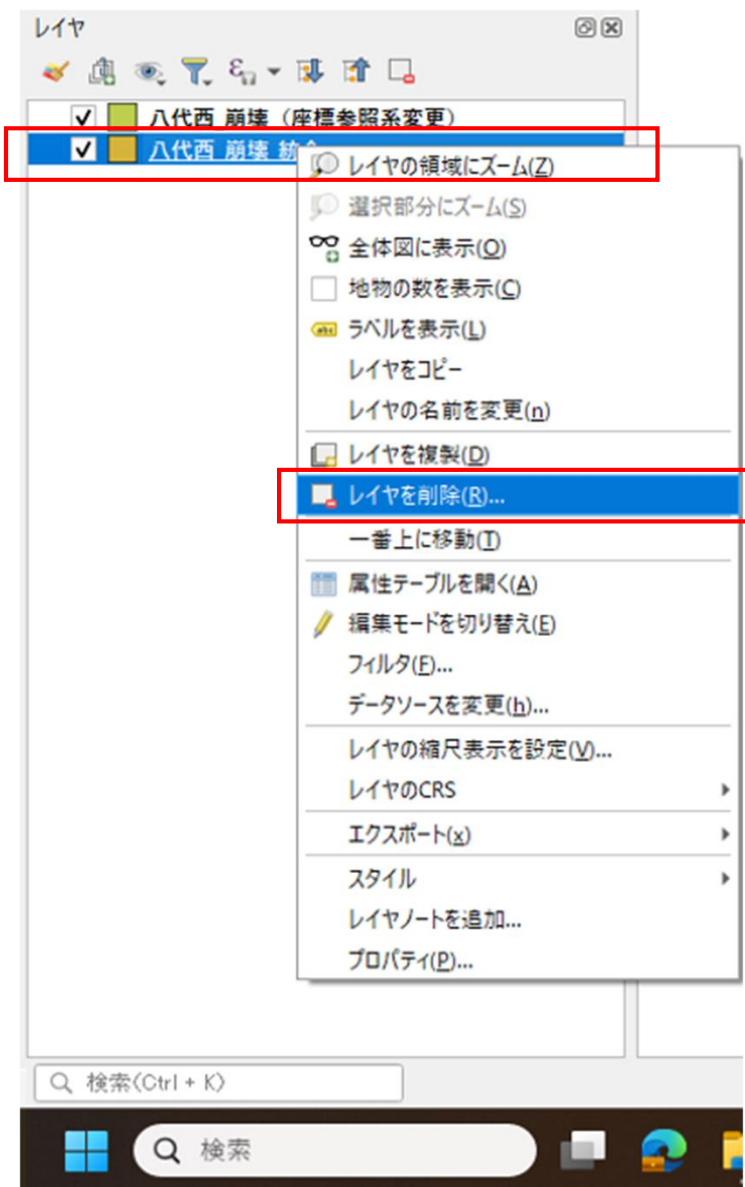 レイヤ
八代西 崩壊（座標参照系変更）
八代西 崩壊 統
レイヤの領域にズーム(Z)
選択部分にズーム(S)
全体図に表示(O)
地物の数を表示(C)
abc
ラベルを表示(L)
レイヤをコピー
レイヤの名前を変更(n)
レイヤを複製(D)
レイヤを削除(R)...
一番上に移動(T)
属性テーブルを開く(A)
編集モードを切り替え(E)
フィルタ(F)...
データソースを変更(h)...
レイヤの縮尺表示を設定(V)...
レイヤのCRS
エクスポート(x)
スタイル
レイヤノートを追加...
プロパティ(P)...
検索(Ctrl + K)
検索